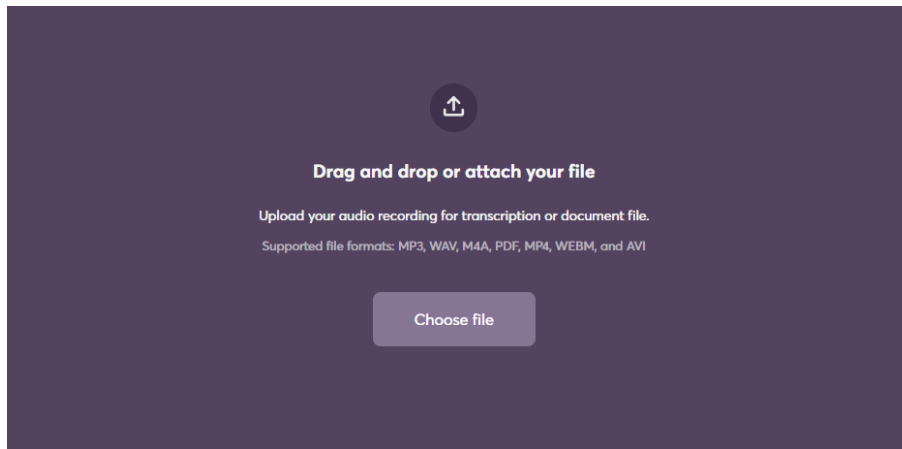 Drag and drop or attach your file
Upload your audio recording for transcription or document file.
Supported file formats: MP3, WAV, M4A, PDF, MP4, WEBM, and AVI
Choose file